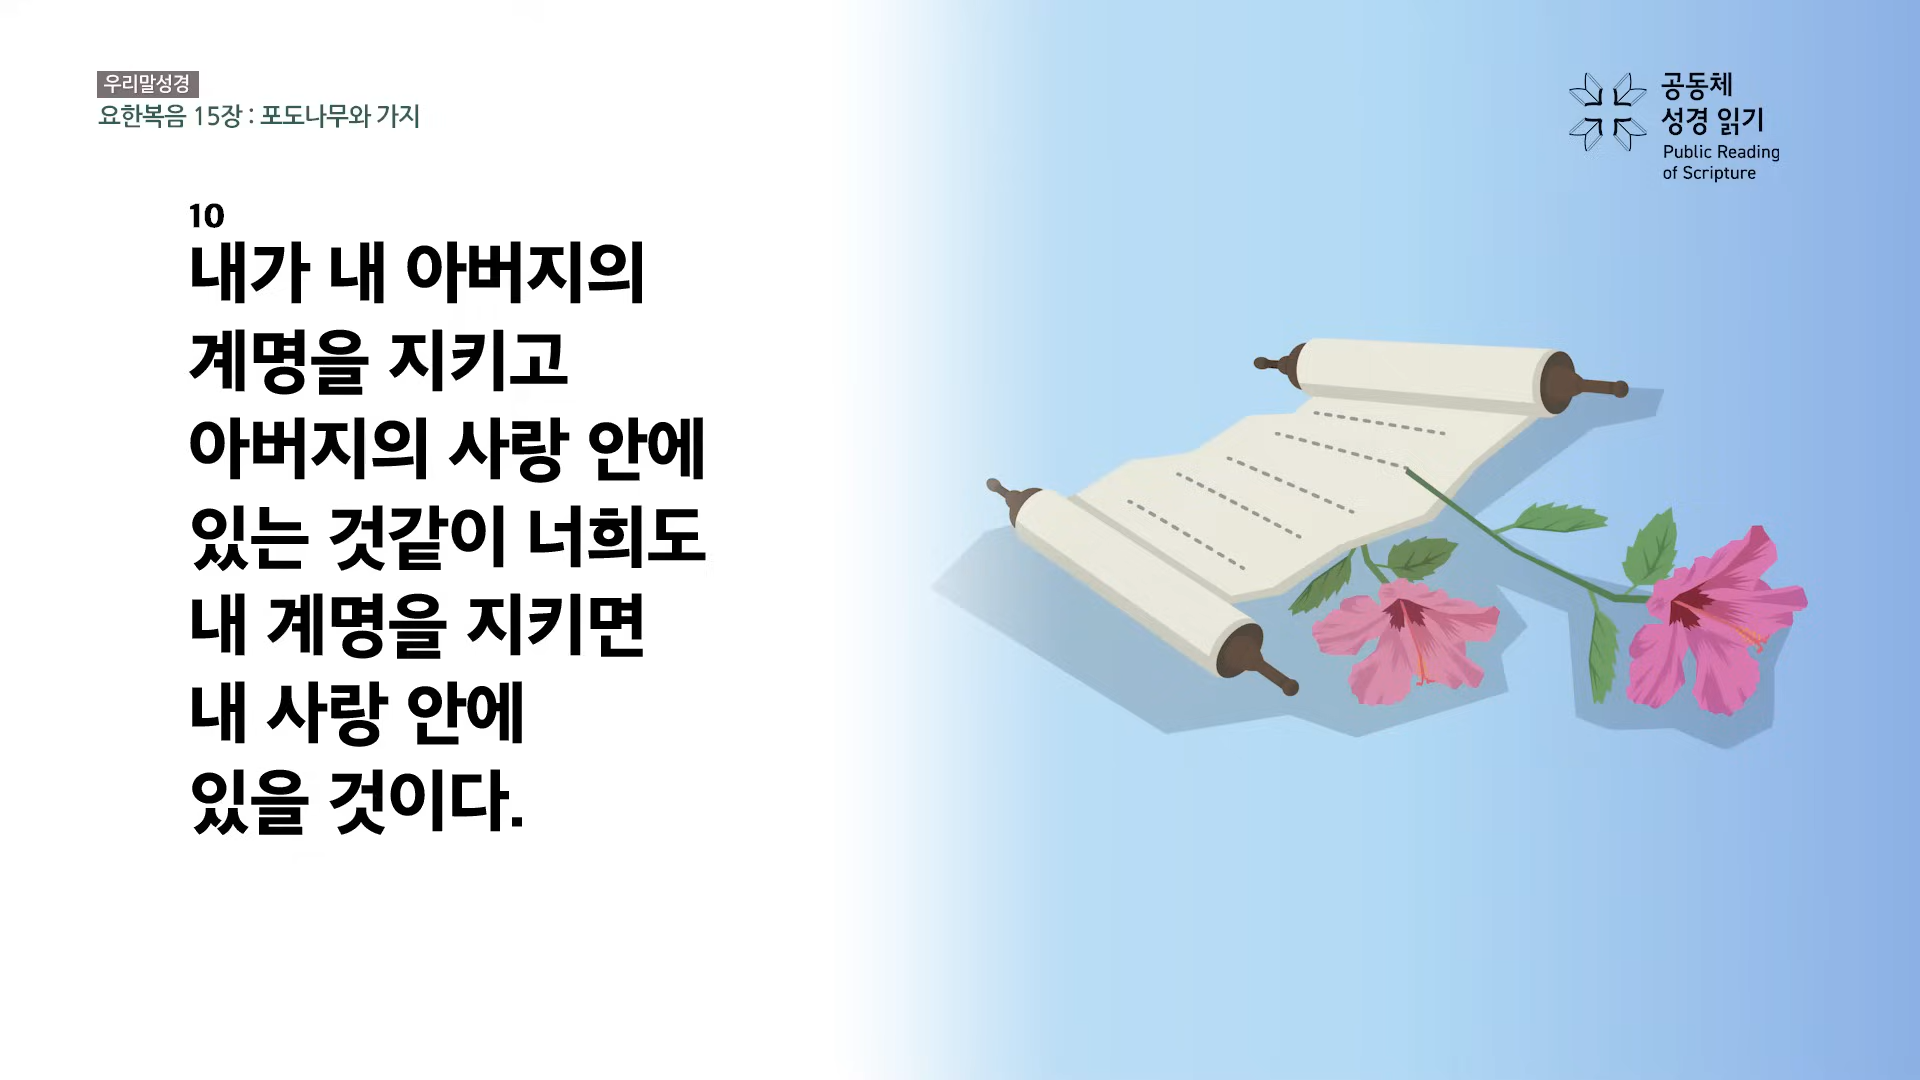 우리말성경
요한복음 15장 : 포도나무와 가지
공동체
성경 읽기
Public Reading
of Scripture
10
내가 내 아버지의
계명을 지키고
아버지의 사랑 안에
있는 것같이 너희도
내 계명을 지키면
내 사랑 안에
있을 것이다.